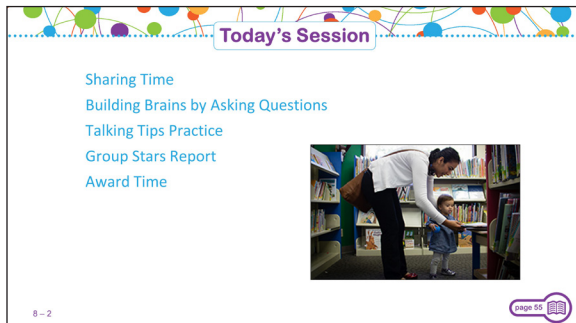 Today's Session
Sharing Time
Building Brains by Asking Questions
Talking Tips Practice
Group Stars Report
Award Time
8 – 2
page 55